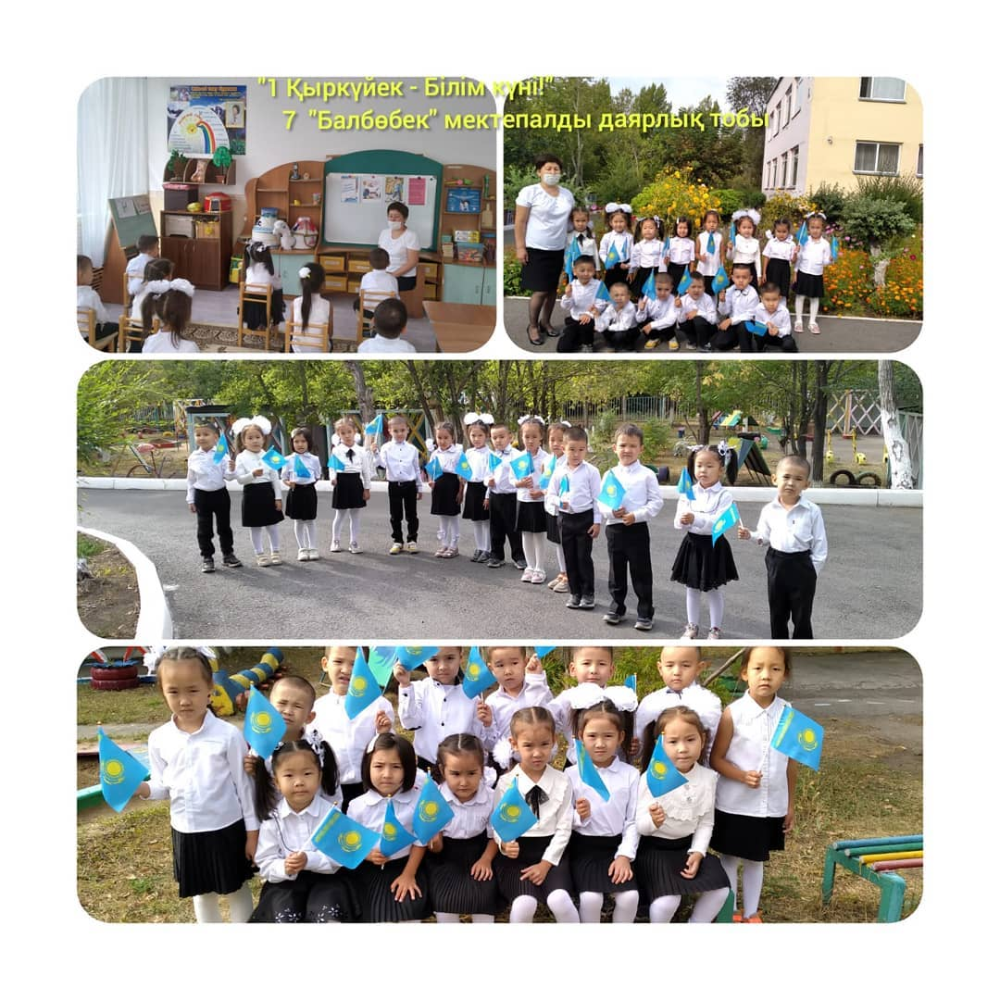 "1 Қыркүйек - Білім күні!"
7 "Балбөбек" мектепалды даярлық тобы